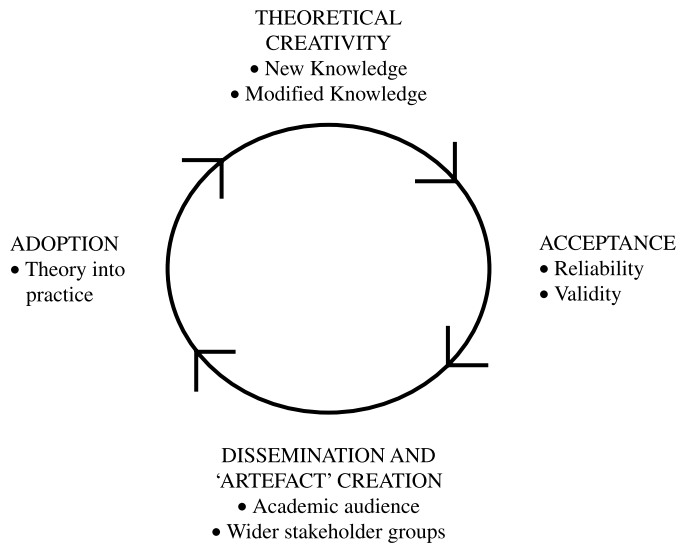 THEORETICAL
CREATIVITY
• New Knowledge
• Modified Knowledge
ADOPTION
• Theory into
practice
ACCEPTANCE
• Reliability
• Validity
DISSEMINATION AND
‘ARTEFACT’ CREATION
• Academic audience
• Wider stakeholder groups